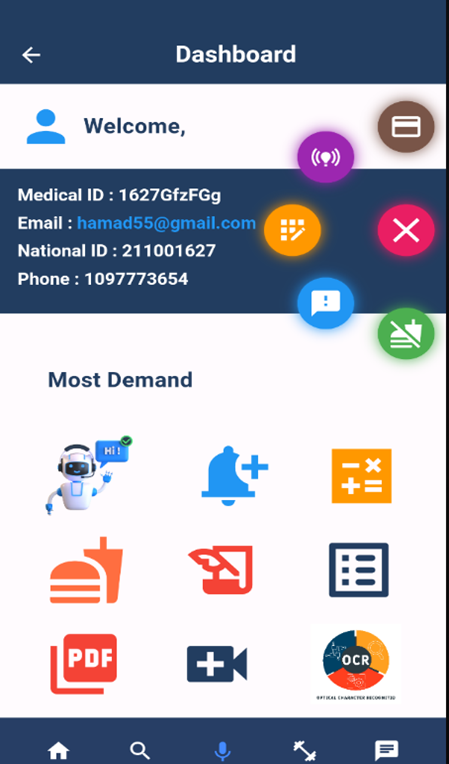 Dashboard
Welcome,
Medical ID : 1627GfzFGg
Email : hamad55@gmail.com
National ID : 211001627
Phone : 1097773654
Most Demand
Hi !
PDF
OCR
OPTICAL CHARACTER RECOGNITION